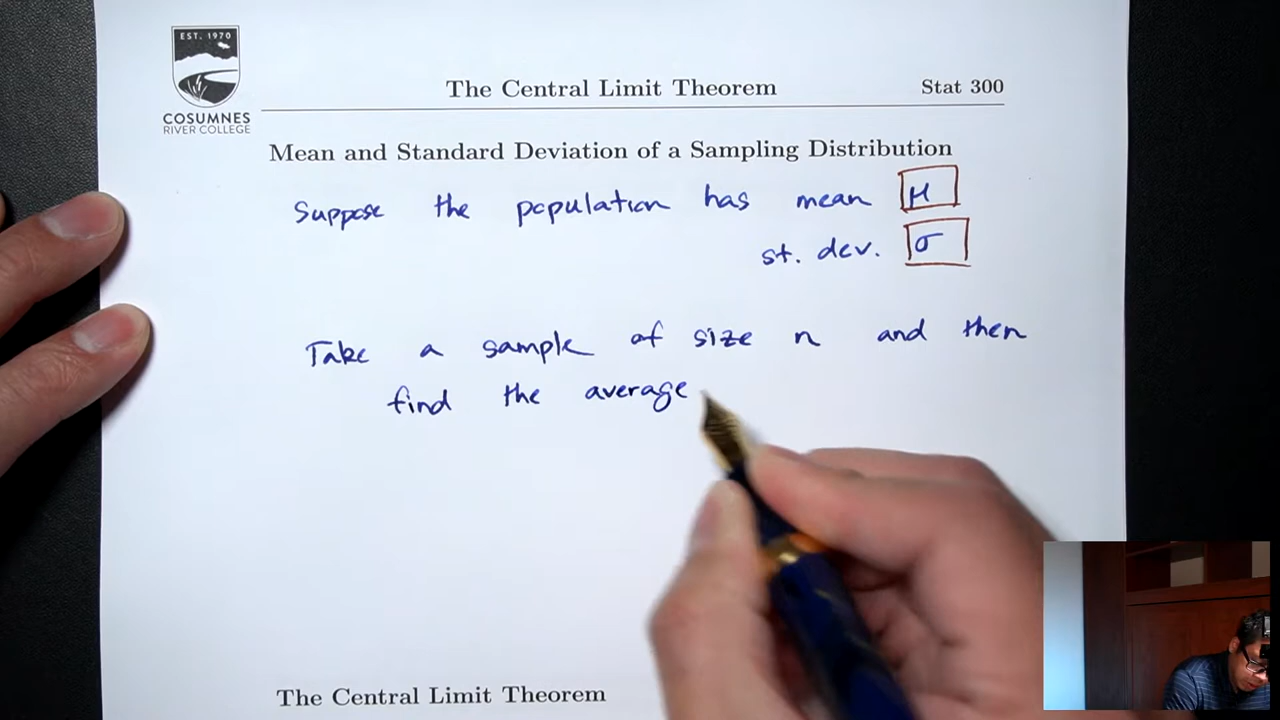 EST. 1970
COSUMNES
RIVER COLLEGE
The Central Limit Theorem Stat 300
Mean and Standard Deviation of a Sampling Distribution
Suppose the population has mean μ
st. dev. σ
Take a sample of size n and then
find the average
The Central Limit Theorem